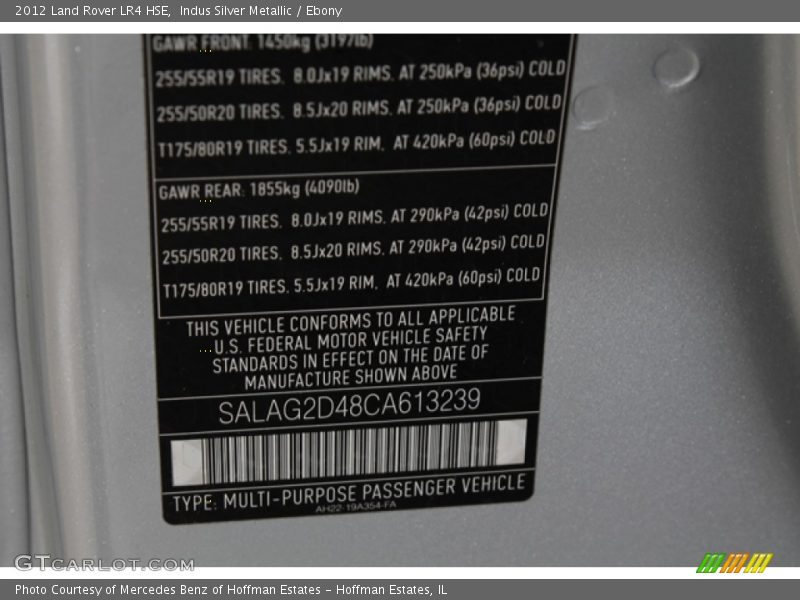 2012 Land Rover LR4 HSE, Indus Silver Metallic / Ebony
GAWR FRONT 1450kg (3197lb)
255/55R19 TIRES. 8.0Jx19 RIMS. AT 250kPa (36psi) COLD
255/50R20 TIRES. 8.5Jx20 RIMS. AT 250kPa (36psi) COLD
T175/80R19 TIRES. 5.5Jx19 RIM. AT 420kPa (60psi) COLD
GAWR REAR: 1855kg (4090lb)
255/55R19 TIRES. 8.0Jx19 RIMS. AT 290kPa (42psi) COLD
255/50R20 TIRES. 8.5Jx20 RIMS. AT 290kPa (42psi) COLD
T175/80R19 TIRES. 5.5Jx19 RIM. AT 420kPa (60psi) COLD
THIS VEHICLE CONFORMS TO ALL APPLICABLE
U.S. FEDERAL MOTOR VEHICLE SAFETY
STANDARDS IN EFFECT ON THE DATE OF
MANUFACTURE SHOWN ABOVE
SALAG2D48CA613239
TYPE: MULTI-PURPOSE PASSENGER VEHICLE
AH22-19A354-FA
GTCARLOT.COM
Photo Courtesy of Mercedes Benz of Hoffman Estates - Hoffman Estates, IL